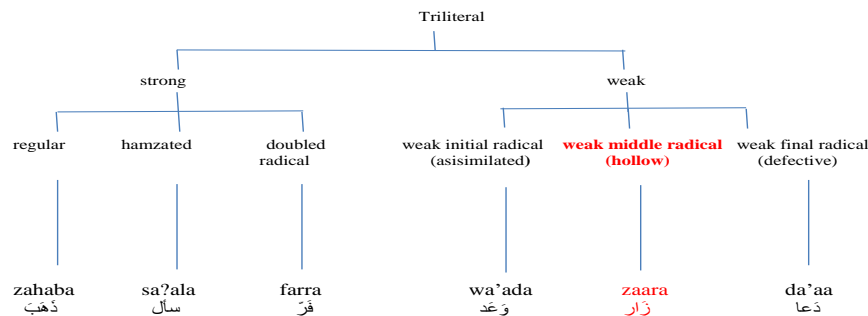 Triliteral
strong
weak
regular
hamzated
doubled
radical
weak initial radical
(asisimilated)
weak middle radical
(hollow)
weak final radical
(defective)
zahaba
ذَهَبَ
sa?ala
سأل
farra
فَرّ
wa’ada
وَعَد
zaara
زَار
da’aa
دَعا